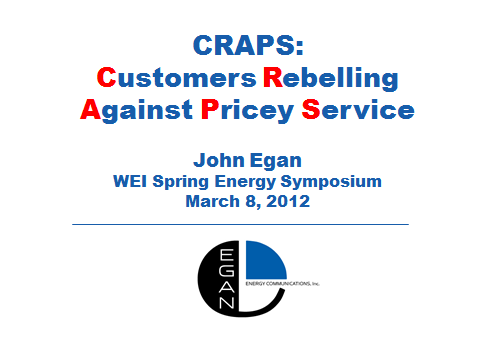 CRAPS:
Customers Rebelling
Against Pricey Service
John Egan
WEI Spring Energy Symposium
March 8, 2012
EGAN
ENERGY COMMUNICATIONS, Inc.